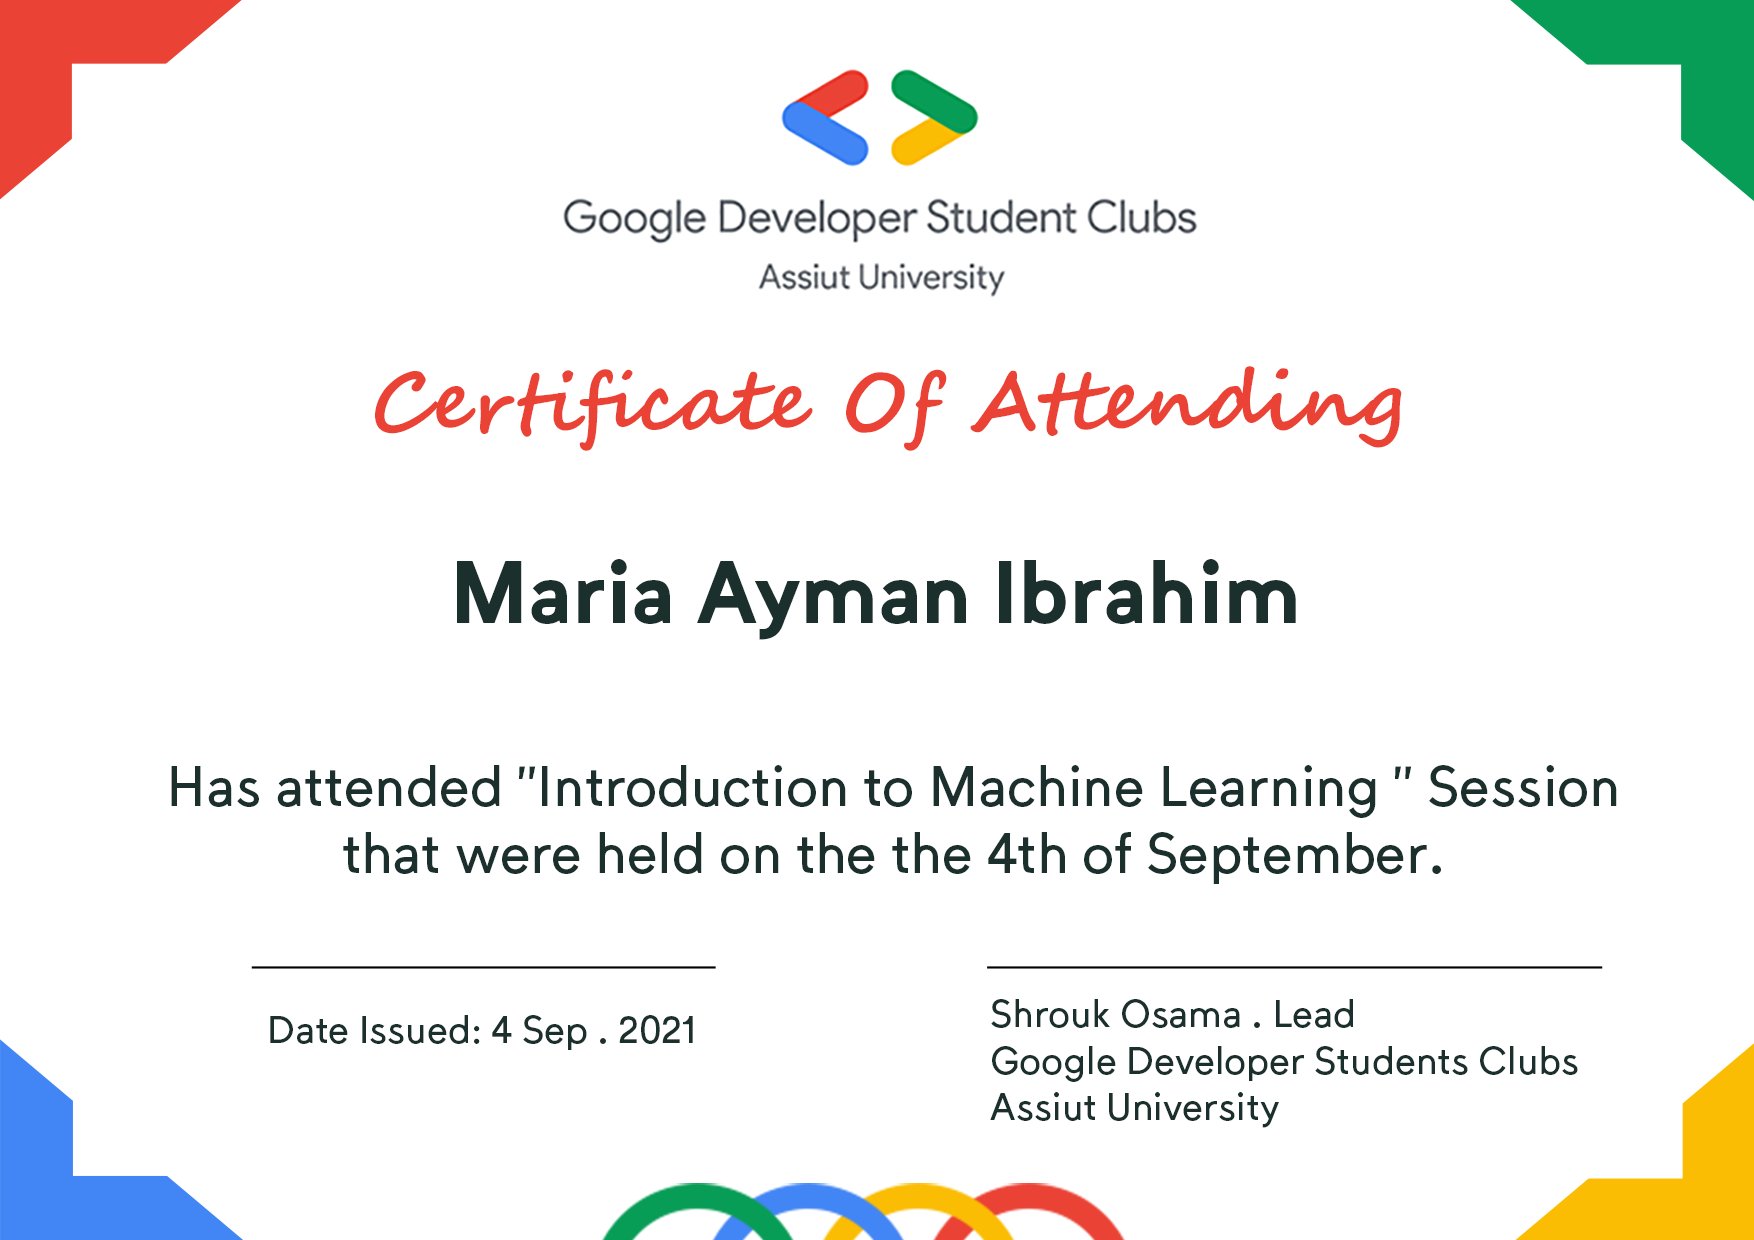 Google Developer Student Clubs
Assiut University
Certificate Of Attending
Maria Ayman Ibrahim
Has attended "Introduction to Machine Learning " Session
that were held on the the 4th of September.
Date Issued: 4 Sep . 2021
Shrouk Osama . Lead
Google Developer Students Clubs
Assiut University